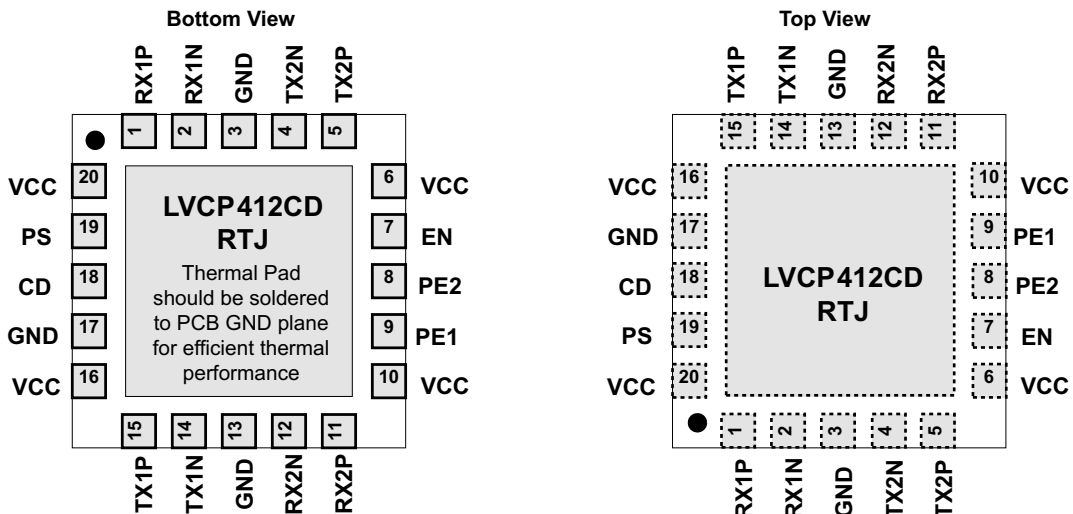 Bottom View
RX1P
RX1N
GND
TX2N
TX2P
1
2
3
4
5
VCC 20
PS 19
CD 18
GND 17
VCC 16
LVCP412CD
RTJ
Thermal Pad
should be soldered
to PCB GND plane
for efficient thermal
performance
6 VCC
7 EN
8 PE2
9 PE1
10 VCC
15
14
13
12
11
TX1P
TX1N
GND
RX2N
RX2P
Top View
TX1P
TX1N
GND
RX2N
RX2P
15
14
13
12
11
VCC 16
GND 17
CD 18
PS 19
VCC 20
LVCP412CD
RTJ
10 VCC
9 PE1
8 PE2
7 EN
6 VCC
1
2
3
4
5
RX1P
RX1N
GND
TX2N
TX2P